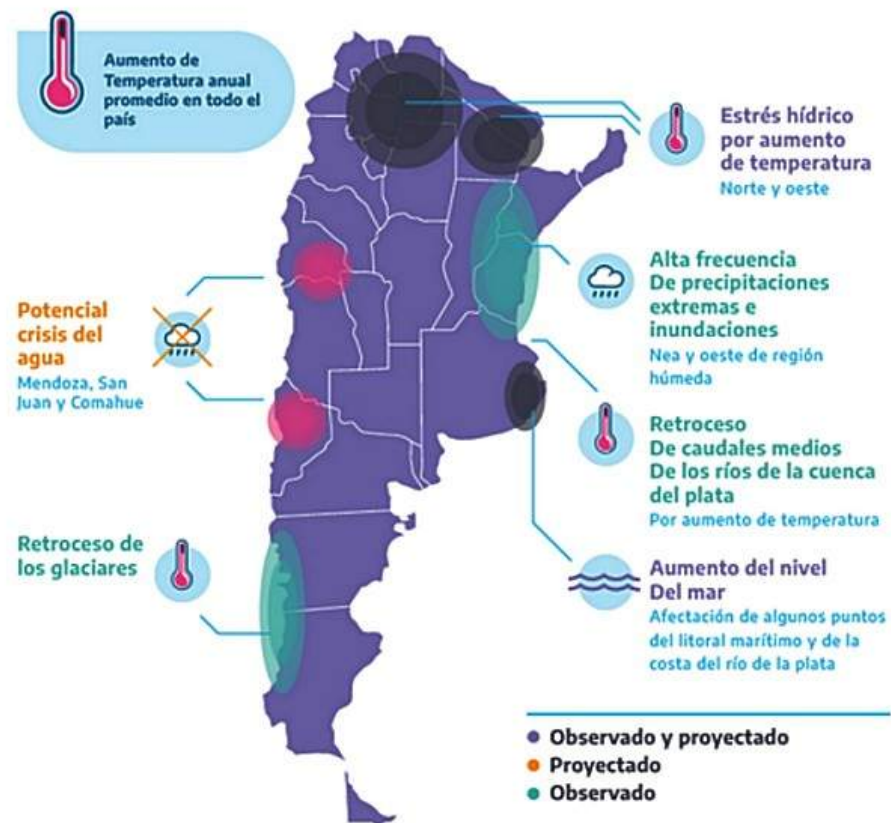 Aumento de
Temperatura anual
promedio en todo el
país
Estrés hídrico
por aumento
de temperatura
Norte y oeste
Alta frecuencia
De precipitaciones
extremas e
inundaciones
Nea y oeste de región
húmeda
Potencial
crisis del
agua
Mendoza, San
Juan y Comahue
Retroceso
De caudales medios
De los ríos de la cuenca
del plata
Por aumento de temperatura
Retroceso de
los glaciares
Aumento del nivel
Del mar
Afectación de algunos puntos
del litoral marítimo y de la
costa del río de la plata
Observado y proyectado
Proyectado
Observado